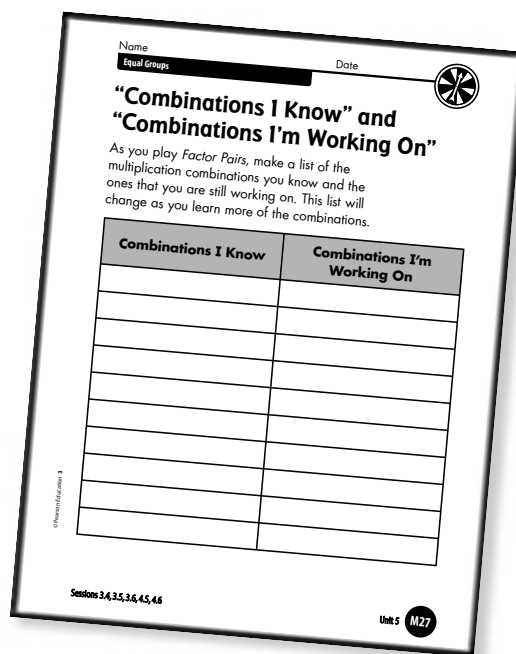 Name
Date
Equal Groups
“Combinations I Know” and
“Combinations I’m Working On”
As you play Factor Pairs, make a list of the
multiplication combinations you know and the
ones that you are still working on. This list will
change as you learn more of the combinations.
Combinations I Know
Combinations I’m
Working On
© Pearson Education 3
Sessions 3.4, 3.5, 3.6, 4.5, 4.6
Unit 5 M27